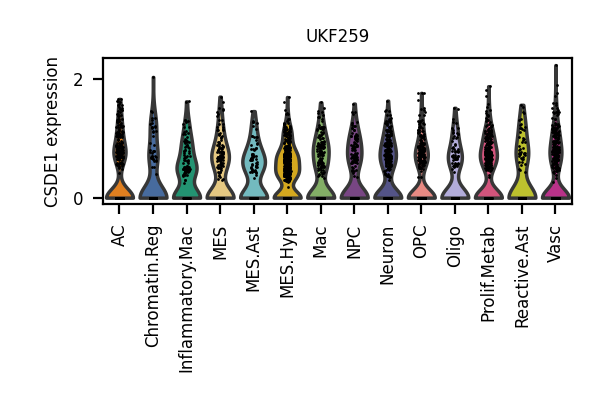 UKF259
CSDE1 expression
2
0
AC
Chromatin.Reg
Inflammatory.Mac
MES
MES.Ast
MES.Hyp
Mac
NPC
Neuron
OPC
Oligo
Prolif.Metab
Reactive.Ast
Vasc